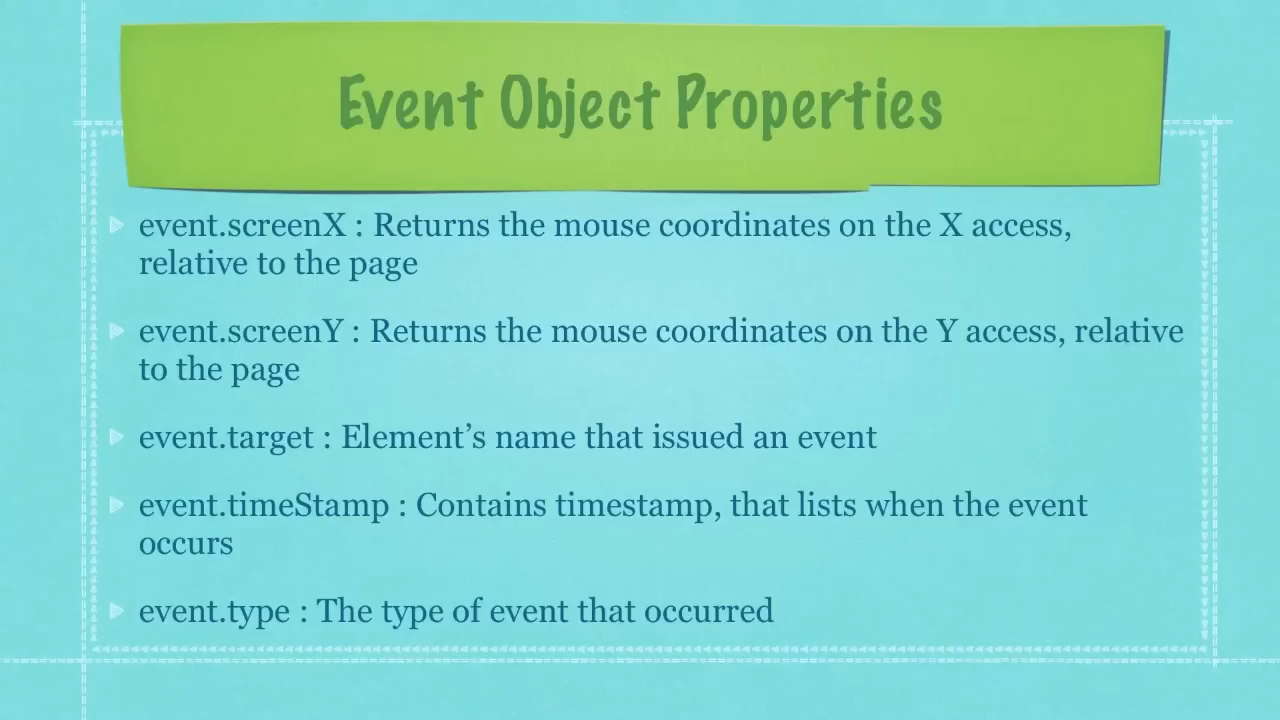 Event Object Properties
event.screenX : Returns the mouse coordinates on the X access,
relative to the page
event.screenY : Returns the mouse coordinates on the Y access, relative
to the page
event.target : Element’s name that issued an event
event.timeStamp : Contains timestamp, that lists when the event
occurs
event.type : The type of event that occurred